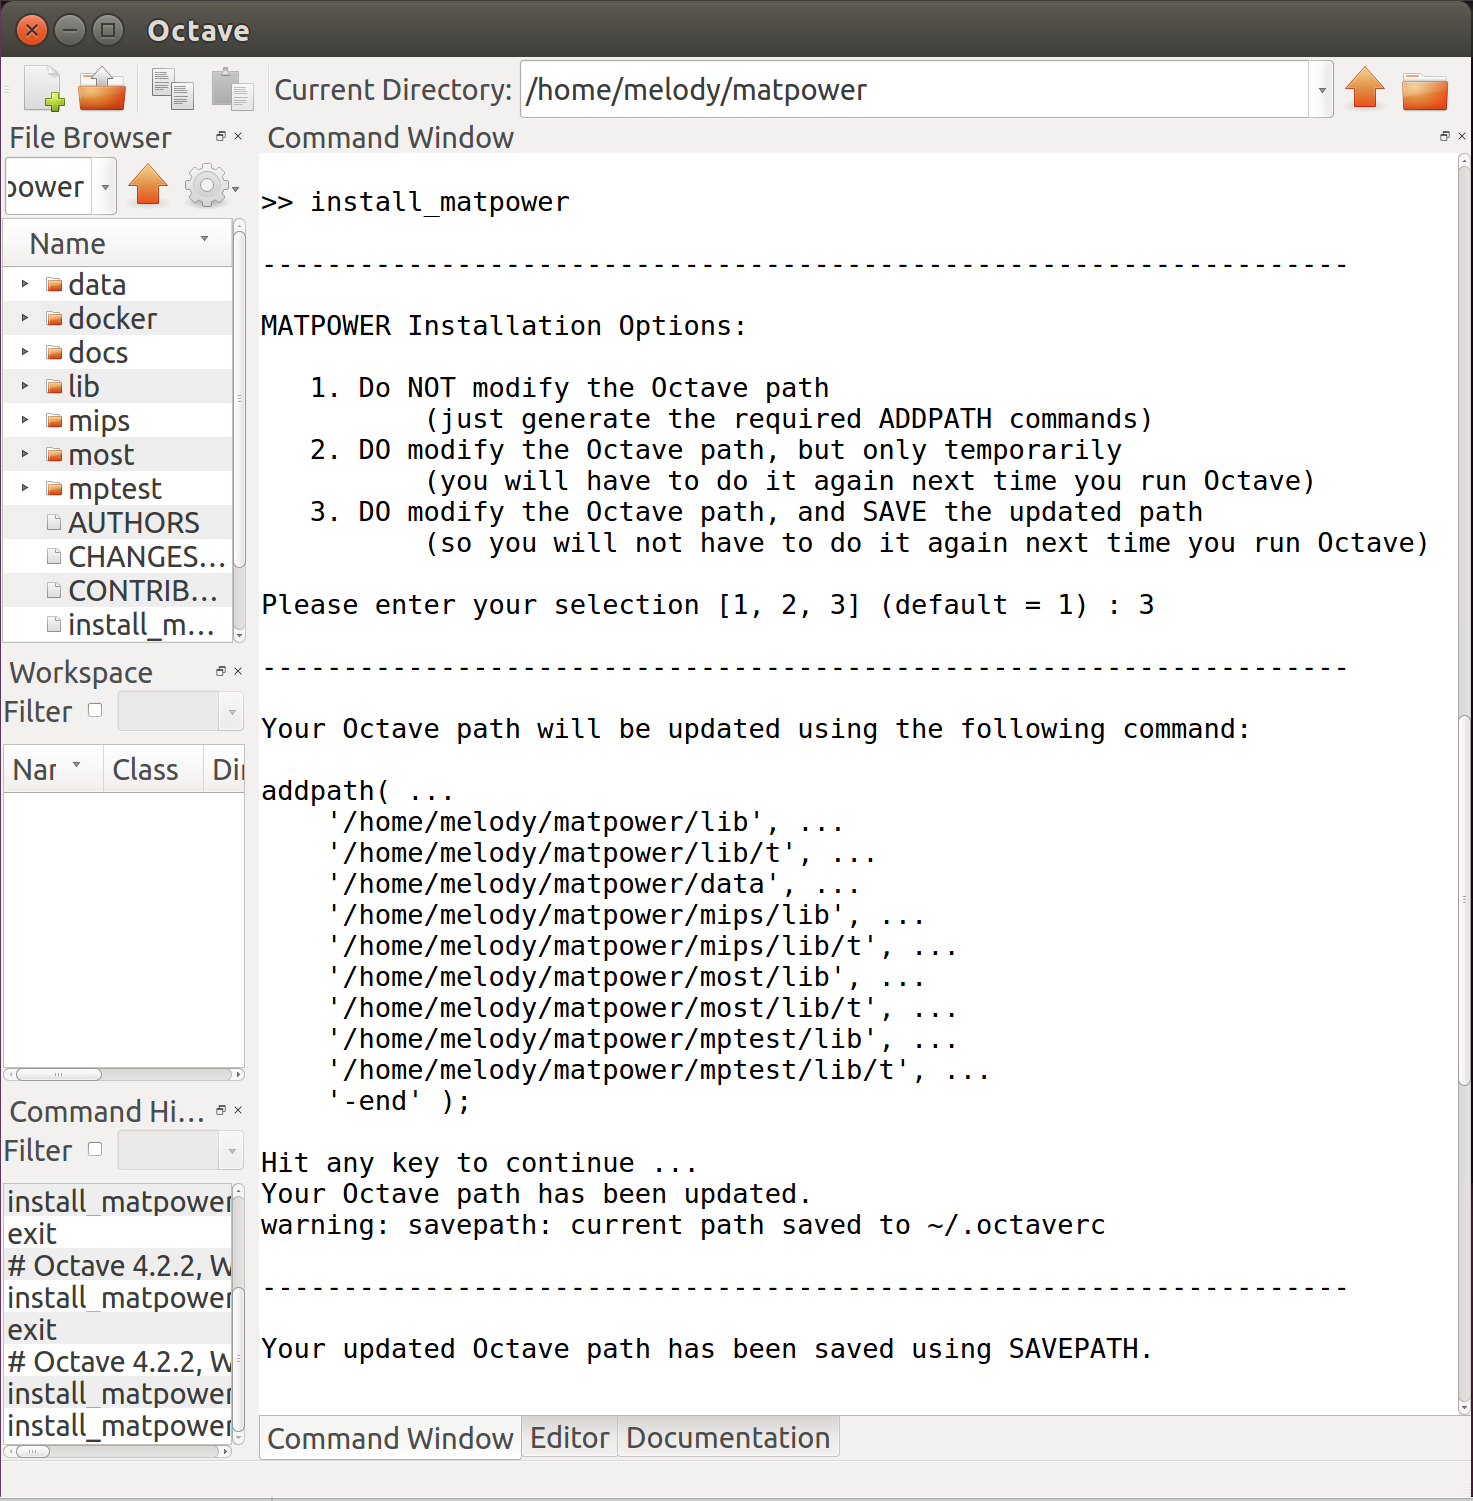 Octave
Current Directory: /home/melody/matpower
File Browser
power
Name
data
docker
docs
lib
mips
most
mptest
AUTHORS
CHANGES...
CONTRIB...
install_m...
Workspace
Filter
Class
Command Hi...
Filter
install_matpower
exit
# Octave 4.2.2, W
install_matpower
exit
# Octave 4.2.2, W
install_matpower
install_matpower
Command Window
>> install_matpower
-------------------------------------------------------------------
MATPOWER Installation Options:
1. Do NOT modify the Octave path
(just generate the required ADDPATH commands)
2. DO modify the Octave path, but only temporarily
(you will have to do it again next time you run Octave)
3. DO modify the Octave path, and SAVE the updated path
(so you will not have to do it again next time you run Octave)
Please enter your selection [1, 2, 3] (default = 1) : 3
-------------------------------------------------------------------
Your Octave path will be updated using the following command:
addpath( ...
'/home/melody/matpower/lib', ...
'/home/melody/matpower/lib/t', ...
'/home/melody/matpower/data', ...
'/home/melody/matpower/mips/lib', ...
'/home/melody/matpower/mips/lib/t', ...
'/home/melody/matpower/most/lib', ...
'/home/melody/matpower/most/lib/t', ...
'/home/melody/matpower/mptest/lib', ...
'/home/melody/matpower/mptest/lib/t', ...
'-end' );
Hit any key to continue ...
Your Octave path has been updated.
warning: savepath: current path saved to ~/.octaverc
-------------------------------------------------------------------
Your updated Octave path has been saved using SAVEPATH.
Command Window Editor Documentation